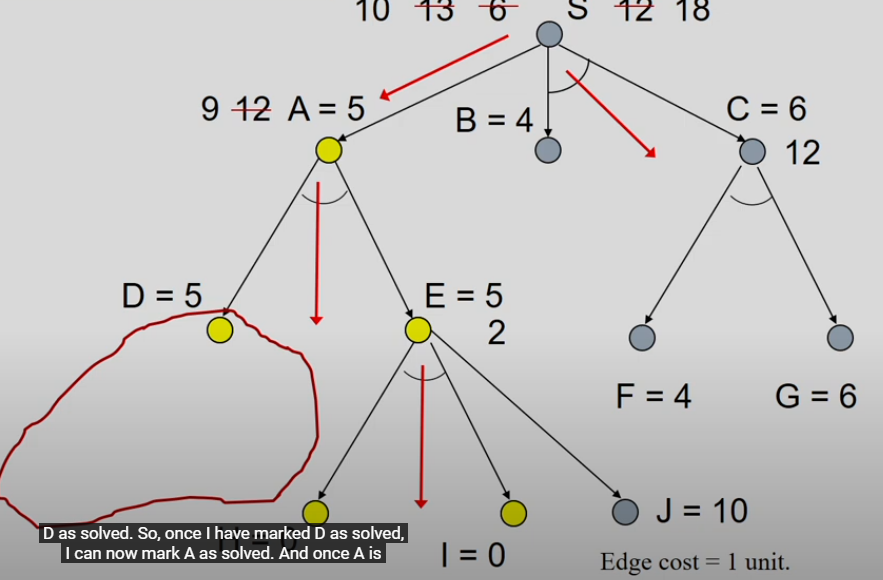 10 13 6 S 12 18
9 12 A = 5
B = 4
C = 6
12
D = 5
E = 5
2
F = 4
G = 6
J = 10
I = 0
Edge cost = 1 unit.
D as solved. So, once I have marked D as solved,
I can now mark A as solved. And once A is